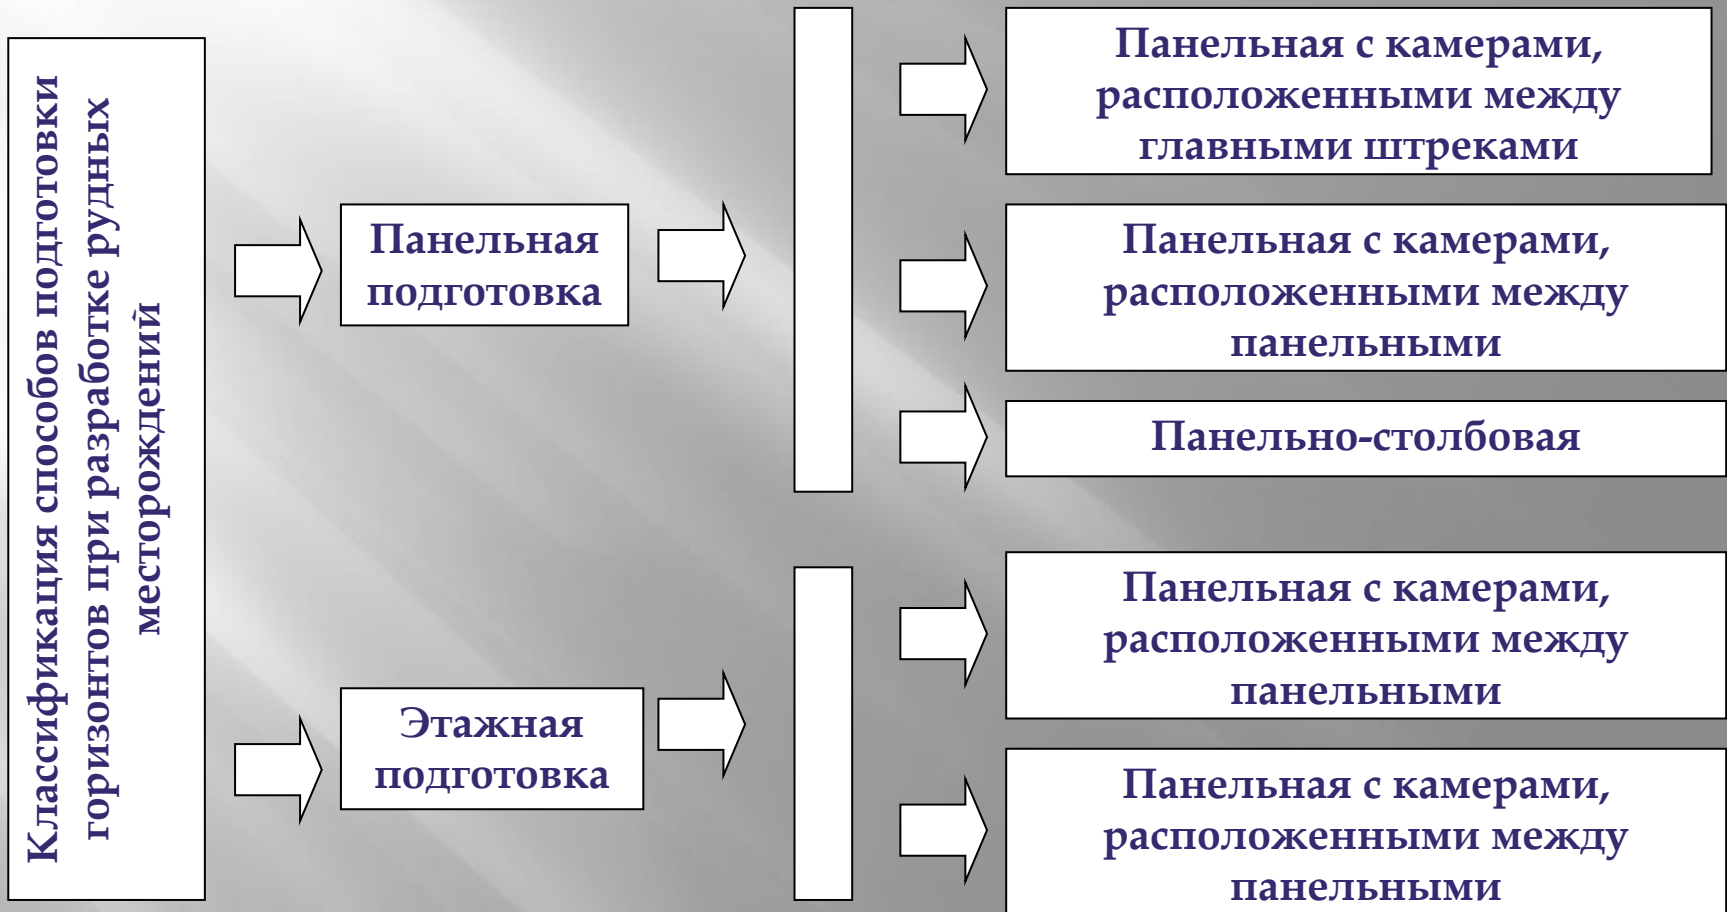 Классификация способов подготовки
горизонтов при разработке рудных
месторождений
Панельная
подготовка
Панельная с камерами,
расположенными между
главными штреками
Панельная с камерами,
расположенными между
панельными
Панельно-столбовая
Этажная
подготовка
Панельная с камерами,
расположенными между
панельными
Панельная с камерами,
расположенными между
панельными